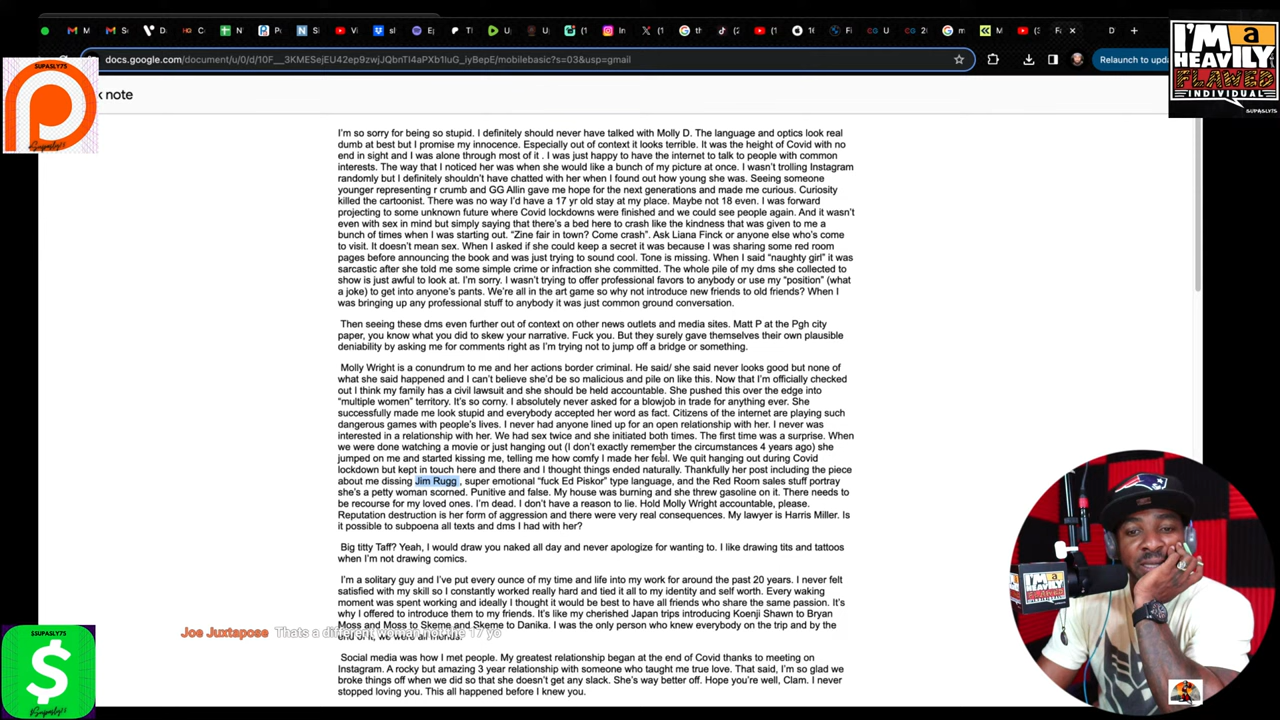 docs.google.com/document/u/0/d/10F__3KMESejEU42ep9zwjJQbnTl4aPXb1luG_iyBepE/mobilebasic?s=03&usp=gmail
Relaunch to upda
k note
SUPASLY75
I'M a
HEAVILY
FLAWED
INDIVIDUAL
SUPASLY75
I'm so sorry for being so stupid. I definitely should never have talked with Molly D. The language and optics look real
dumb at best but I promise my innocence. Especially out of context it looks terrible. It was the height of Covid with no
end in sight and I was alone through most of it . I was just happy to have the internet to talk to people with common
interests. The way that I noticed her was when she would like a bunch of my picture at once. I wasn't trolling Instagram
randomly but I definitely shouldn't have chatted with her when I found out how young she was. Seeing someone
younger representing r crumb and GG Allin gave me hope for the next generations and made me curious. Curiosity
killed the cartoonist. There was no way I'd have a 17 yr old stay at my place. Maybe not 18 even. I was forward
projecting to some unknown future where Covid lockdowns were finished and we could see people again. And it wasn't
even with sex in mind but simply saying that there's a bed here to crash like the kindness that was given to me a
bunch of times when I was starting out. "Zine fair in town? Come crash". Ask Liana Finck or anyone else who's come
to visit. It doesn't mean sex. When I asked if she could keep a secret it was because I was sharing some red room
pages before announcing the book and was just trying to sound cool. Tone is missing. When I said "naughty girl" it was
sarcastic after she told me some simple crime or infraction she committed. The whole pile of my dms she collected to
show is just awful to look at. I'm sorry. I wasn't trying to offer professional favors to anybody or use my "position" (what
a joke) to get into anyone's pants. We're all in the art game so why not introduce new friends to old friends? When I
was bringing up any professional stuff to anybody it was just common ground conversation.
Then seeing these dms even further out of context on other news outlets and media sites. Matt P at the Pgh city
paper, you know what you did to skew your narrative. Fuck you. But they surely gave themselves their own plausible
deniability by asking me for comments right as I'm trying not to jump off a bridge or something.
Molly Wright is a conundrum to me and her actions border criminal. He said/ she said never looks good but none of
what she said happened and I can't believe she'd be so malicious and pile on like this. Now that I'm officially checked
out I think my family has a civil lawsuit and she should be held accountable. She pushed this over the edge into
"multiple women" territory. It's so corny. I absolutely never asked for a blowjob in trade for anything ever. She
successfully made me look stupid and everybody accepted her word as fact. Citizens of the internet are playing such
dangerous games with people's lives. I never had anyone lined up for an open relationship with her. I never was
interested in a relationship with her. We had sex twice and she initiated both times. The first time was a surprise. When
we were done watching a movie or just hanging out (I don't exactly remember the circumstances 4 years ago) she
jumped on me and started kissing me, telling me how comfy I made her feel. We quit hanging out during Covid
lockdown but kept in touch here and there and I thought things ended naturally. Thankfully her post including the piece
about me dissing Jim Rugg , super emotional "fuck Ed Piskor" type language, and the Red Room sales stuff portray
she's a petty woman scorned. Punitive and false. My house was burning and she threw gasoline on it. There needs to
be recourse for my loved ones. I'm dead. I don't have a reason to lie. Hold Molly Wright accountable, please.
Reputation destruction is her form of aggression and there were very real consequences. My lawyer is Harris Miller. Is
it possible to subpoena all texts and dms I had with her?
Big titty Taff? Yeah, I would draw you naked all day and never apologize for wanting to. I like drawing tits and tattoos
when I'm not drawing comics.
I'm a solitary guy and I've put every ounce of my time and life into my work for around the past 20 years. I never felt
satisfied with my skill so I constantly worked really hard and tied it all to my identity and self worth. Every waking
moment was spent working and ideally I thought it would be best to have all friends who share the same passion. It's
why I offered to introduce them to my friends. It's like my cherished Japan trips introducing Koenji Shawn to Bryan
Moss and Moss to Skeme and Skeme to Danika. I was the only person who knew everybody on the trip and by the
end of it, we were all friends.
Joe Juxtapose Thats a different woman not the 17 yo
Social media was how I met people. My greatest relationship began at the end of Covid thanks to meeting on
Instagram. A rocky but amazing 3 year relationship with someone who taught me true love. That said, I'm so glad we
broke things off when we did so that she doesn't get any slack. She's way better off. Hope you're well, Clam. I never
stopped loving you. This all happened before I knew you.
$SUPASLY75
$SUPASLY75
I'M a
HEAVILY
FLAWED